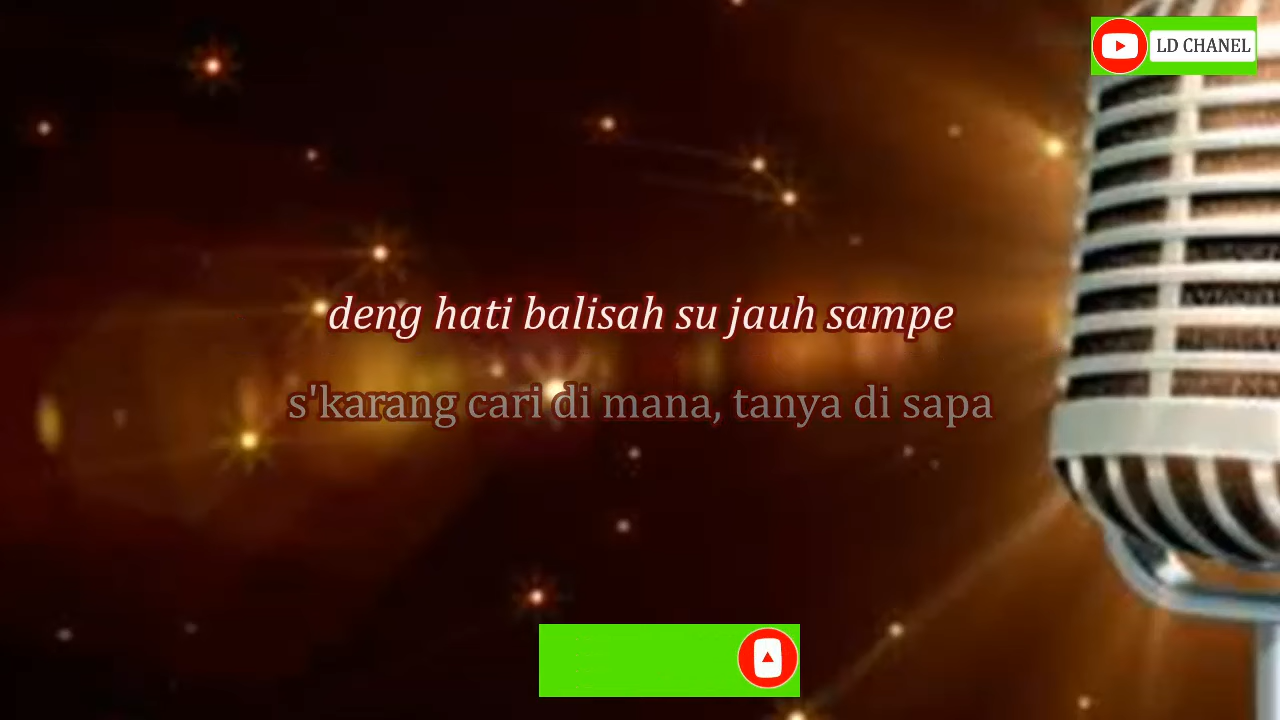 LD CHANEL
deng hati balisah su jauh sampe
s'karang cari di mana, tanya di sapa